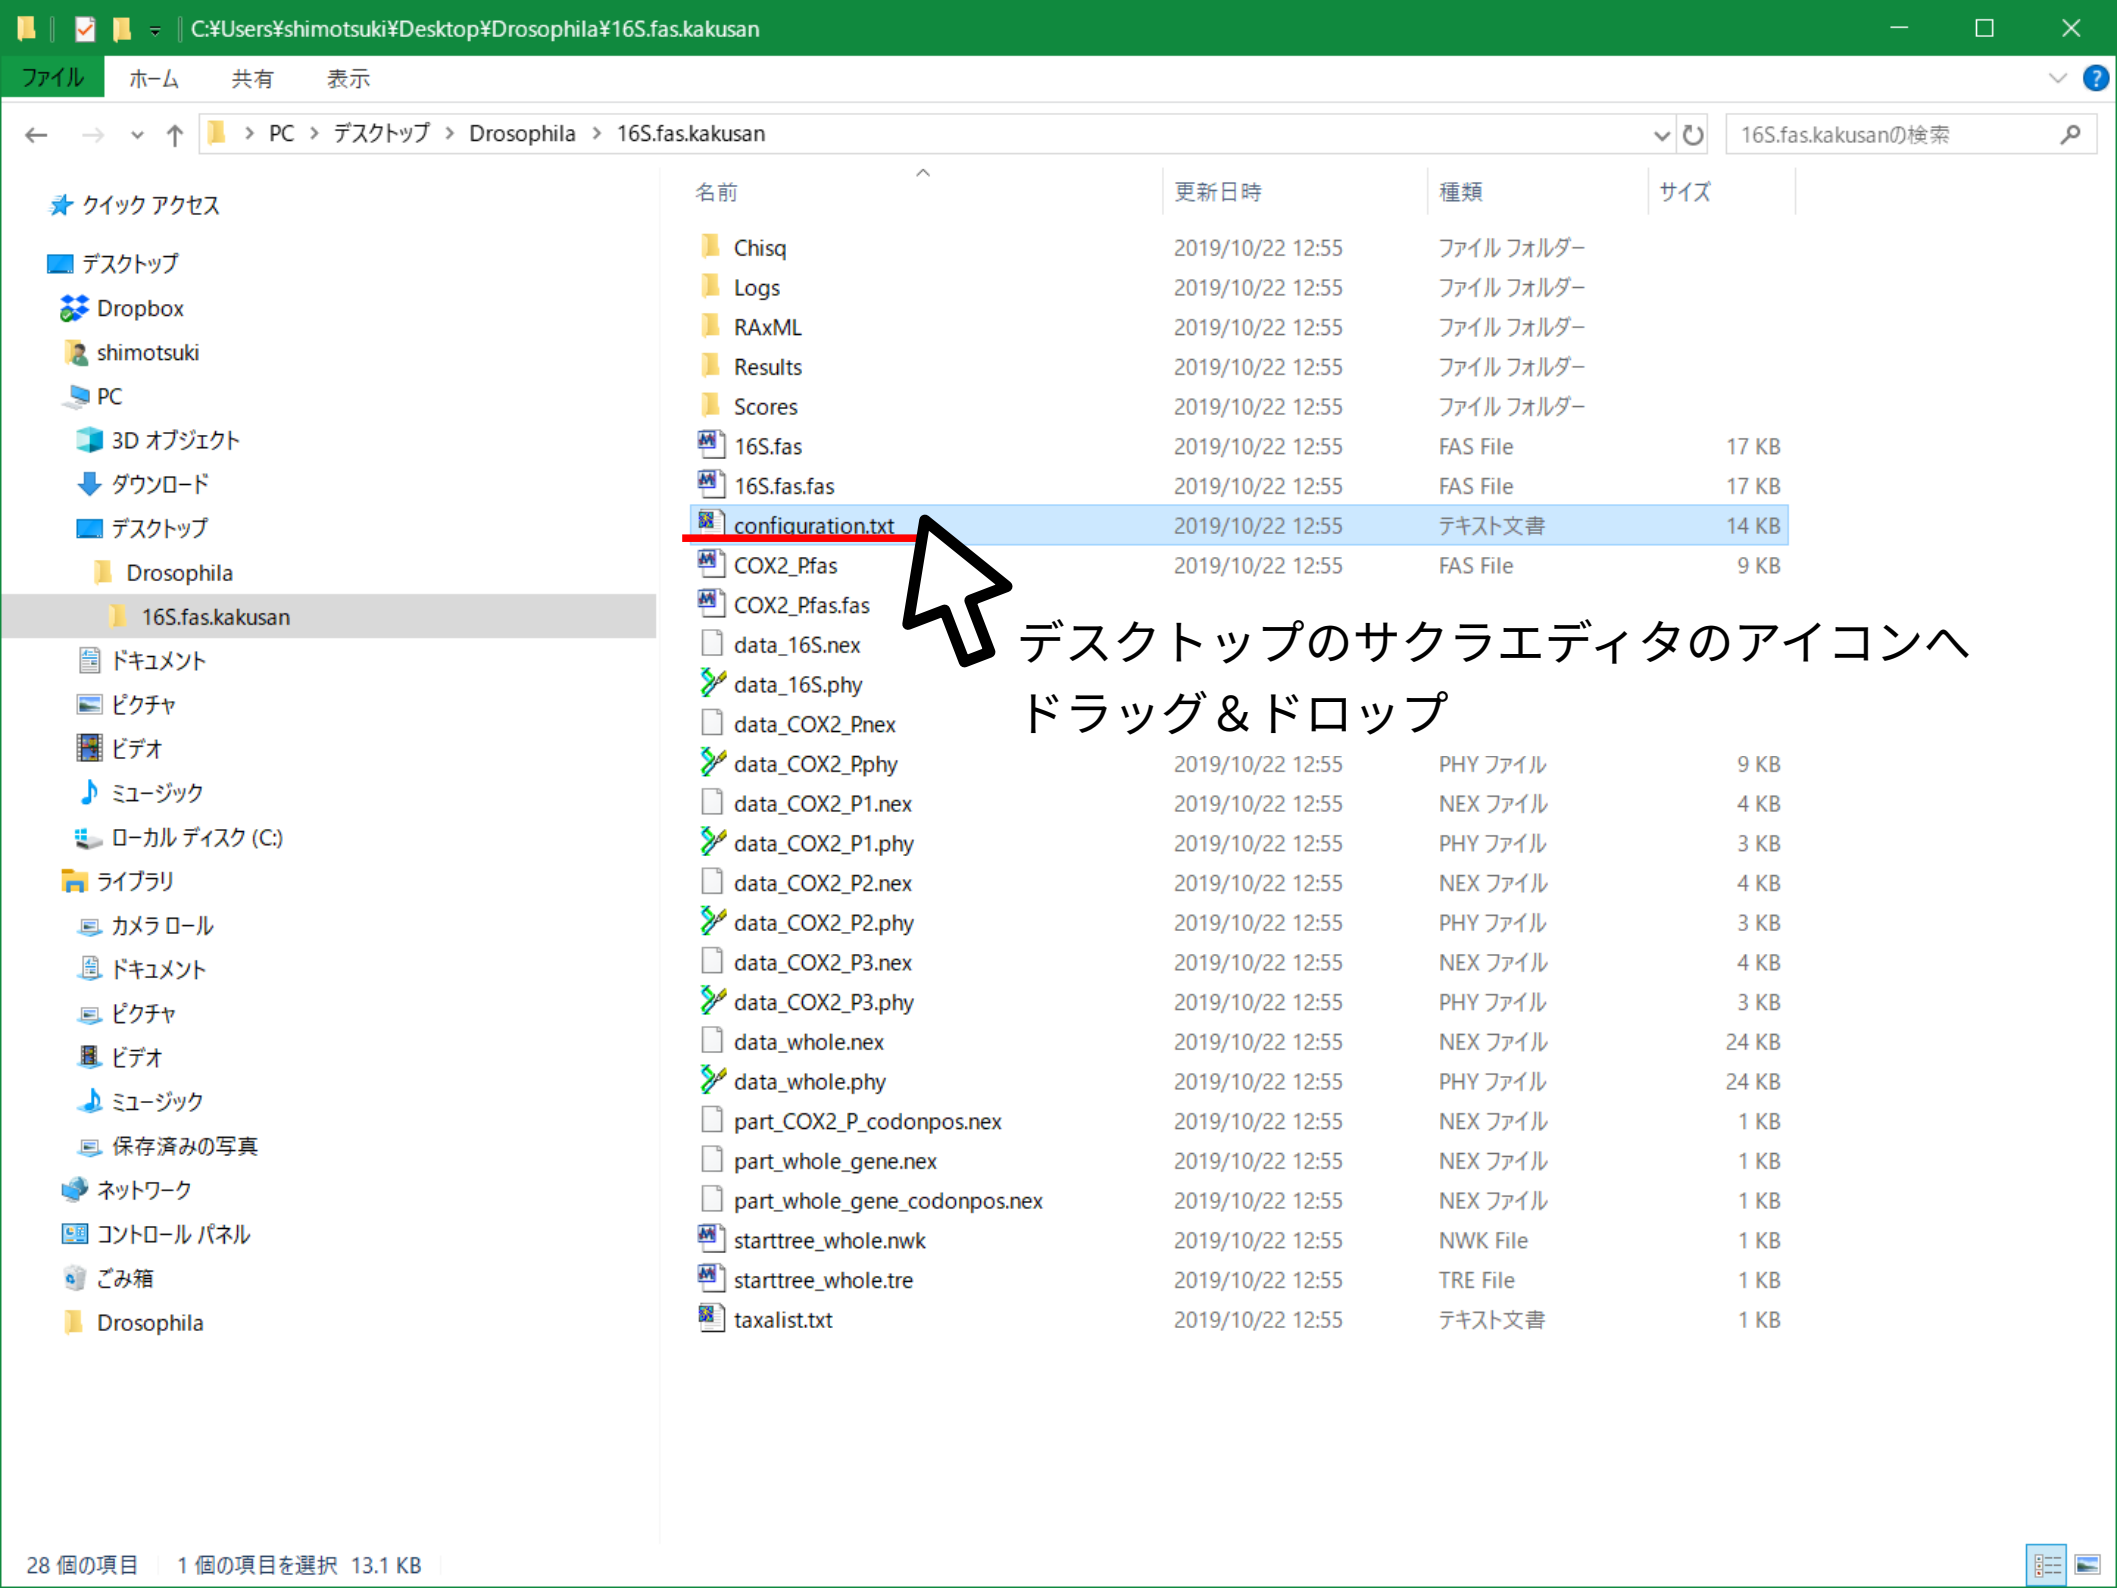 C:¥Users¥shimotsuki¥Desktop¥Drosophila¥16S.fas.kakusan
ファイル ホーム 共有 表示
PC デスクトップ Drosophila 16S.fas.kakusan 16S.fas.kakusanの検索
クイック アクセス
デスクトップ
Dropbox
shimotsuki
PC
3D オブジェクト
ダウンロード
デスクトップ
Drosophila
16S.fas.kakusan
ドキュメント
ピクチャ
ビデオ
ミュージック
ローカル ディスク (C:)
ライブラリ
カメラ ロール
ドキュメント
ピクチャ
ビデオ
ミュージック
保存済みの写真
ネットワーク
コントロール パネル
ごみ箱
Drosophila
名前 更新日時 種類 サイズ
Chisq 2019/10/22 12:55 ファイル フォルダー
Logs 2019/10/22 12:55 ファイル フォルダー
RAxML 2019/10/22 12:55 ファイル フォルダー
Results 2019/10/22 12:55 ファイル フォルダー
Scores 2019/10/22 12:55 ファイル フォルダー
16S.fas 2019/10/22 12:55 FAS File 17 KB
16S.fas.fas 2019/10/22 12:55 FAS File 17 KB
configuration.txt 2019/10/22 12:55 テキスト文書 14 KB
COX2_P.fas 2019/10/22 12:55 FAS File 9 KB
COX2_P.fas.fas
data_16S.nex
data_16S.phy
data_COX2_P.nex
デスクトップのサクラエディタのアイコンへ
ドラッグ＆ドロップ
data_COX2_P.phy 2019/10/22 12:55 PHY ファイル 9 KB
data_COX2_P1.nex 2019/10/22 12:55 NEX ファイル 4 KB
data_COX2_P1.phy 2019/10/22 12:55 PHY ファイル 3 KB
data_COX2_P2.nex 2019/10/22 12:55 NEX ファイル 4 KB
data_COX2_P2.phy 2019/10/22 12:55 PHY ファイル 3 KB
data_COX2_P3.nex 2019/10/22 12:55 NEX ファイル 4 KB
data_COX2_P3.phy 2019/10/22 12:55 PHY ファイル 3 KB
data_whole.nex 2019/10/22 12:55 NEX ファイル 24 KB
data_whole.phy 2019/10/22 12:55 PHY ファイル 24 KB
part_COX2_P_codonpos.nex 2019/10/22 12:55 NEX ファイル 1 KB
part_whole_gene.nex 2019/10/22 12:55 NEX ファイル 1 KB
part_whole_gene_codonpos.nex 2019/10/22 12:55 NEX ファイル 1 KB
starttree_whole.nwk 2019/10/22 12:55 NWK File 1 KB
starttree_whole.tre 2019/10/22 12:55 TRE File 1 KB
taxalist.txt 2019/10/22 12:55 テキスト文書 1 KB
28 個の項目 1 個の項目を選択 13.1 KB